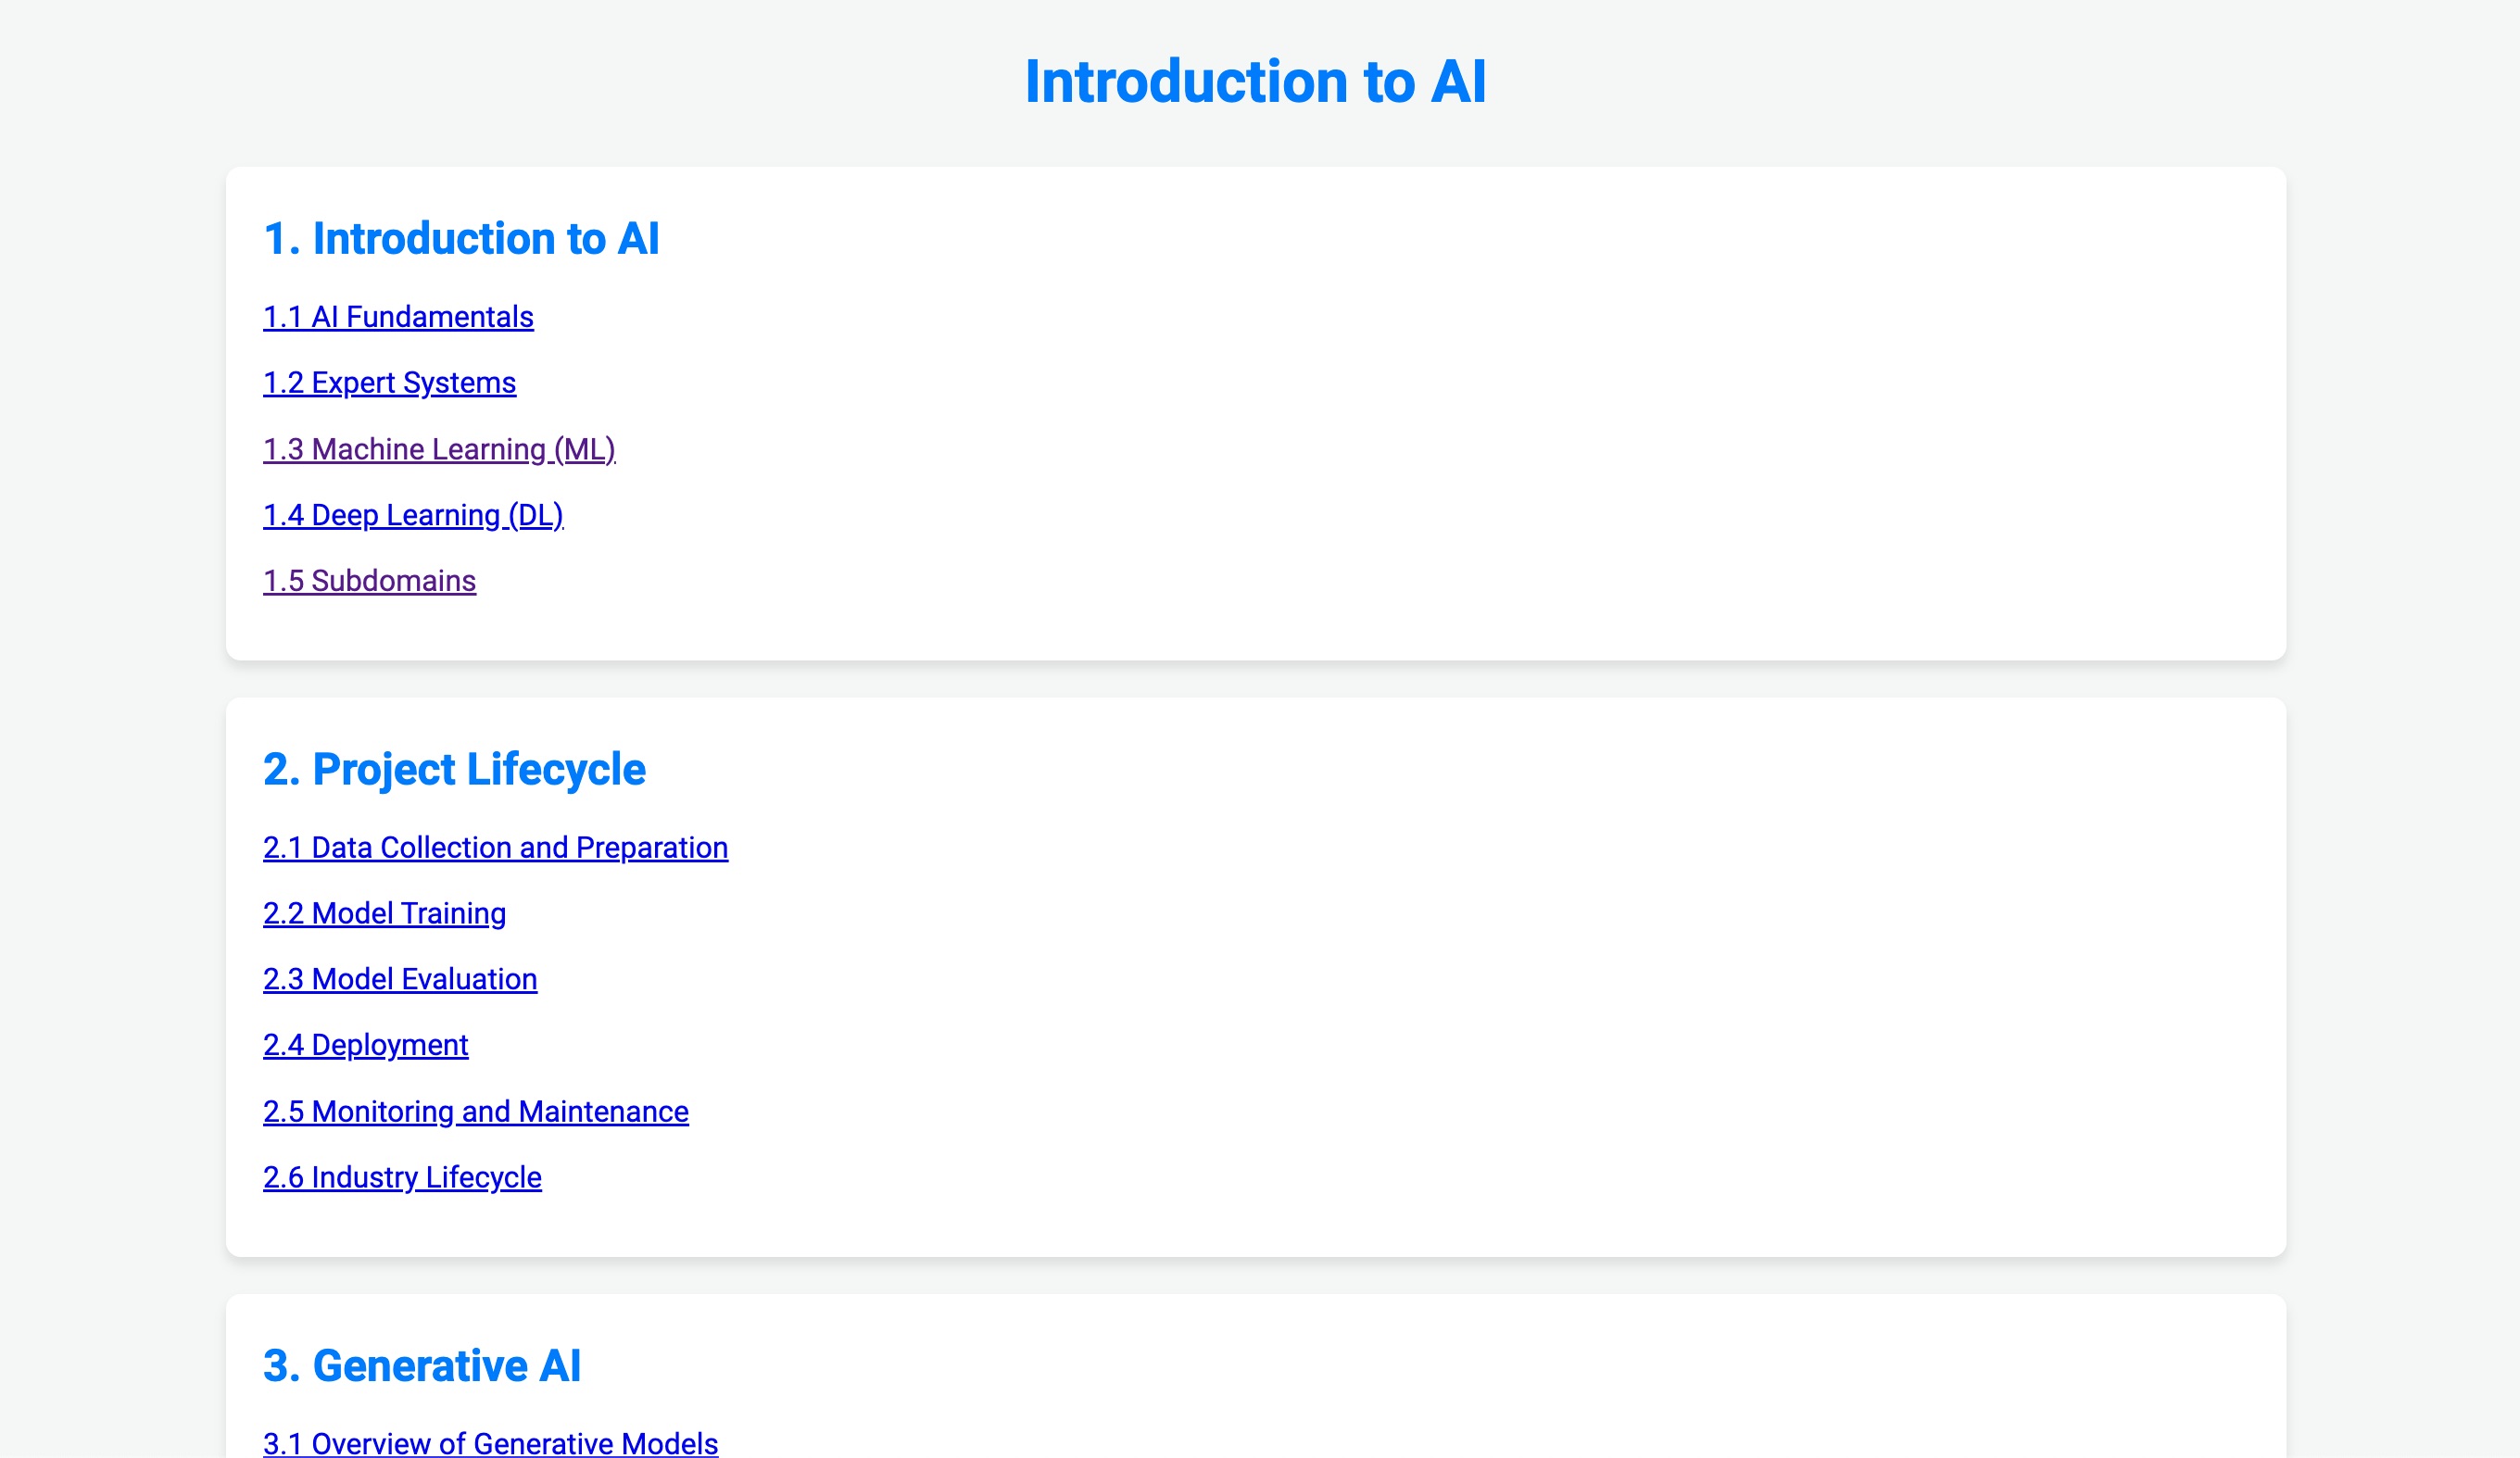 Introduction to AI
1. Introduction to AI
1.1 AI Fundamentals
1.2 Expert Systems
1.3 Machine Learning (ML)
1.4 Deep Learning (DL)
1.5 Subdomains
2. Project Lifecycle
2.1 Data Collection and Preparation
2.2 Model Training
2.3 Model Evaluation
2.4 Deployment
2.5 Monitoring and Maintenance
2.6 Industry Lifecycle
3. Generative AI
3.1 Overview of Generative Models